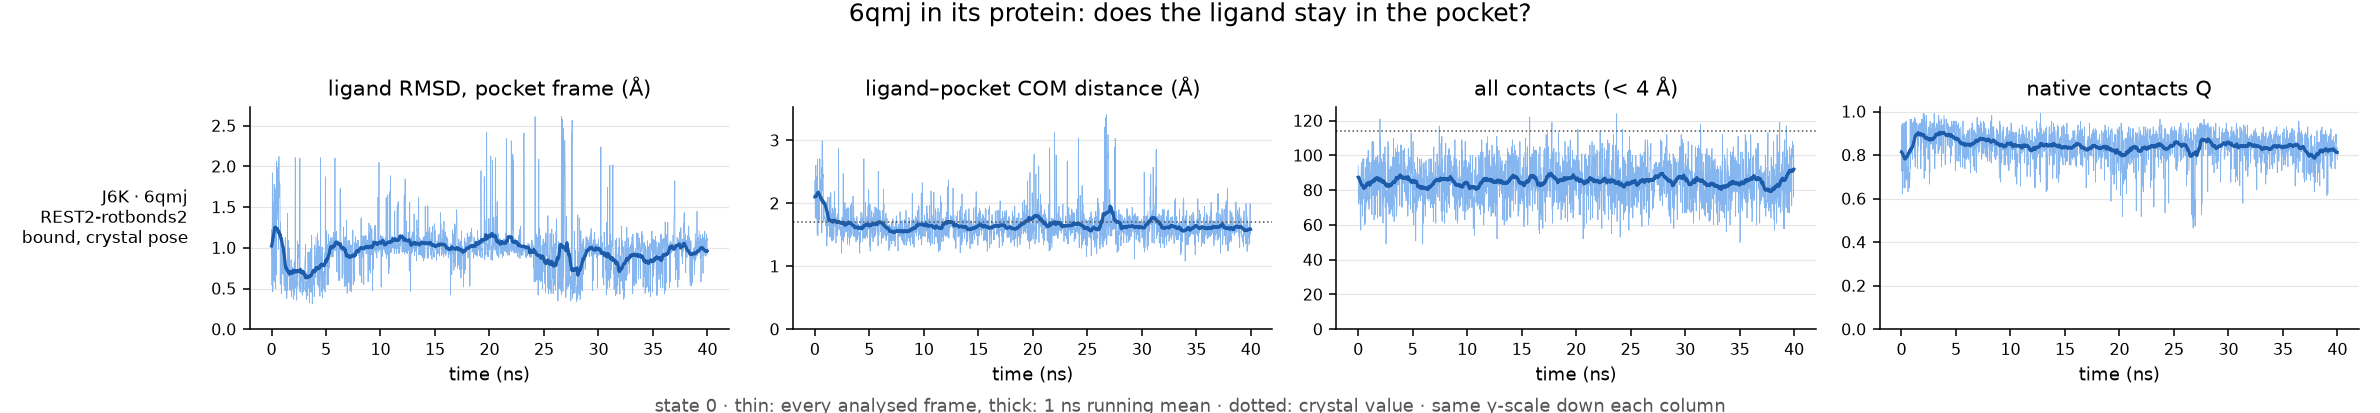 6qmj in its protein: does the ligand stay in the pocket?
J6K · 6qmj
REST2-rotbonds2
bound, crystal pose
ligand RMSD, pocket frame (Å)
2.5
2.0
1.5
1.0
0.5
0.0
0 5 10 15 20 25 30 35 40
time (ns)
ligand–pocket COM distance (Å)
3
2
1
0
0 5 10 15 20 25 30 35 40
time (ns)
all contacts (< 4 Å)
120
100
80
60
40
20
0
0 5 10 15 20 25 30 35 40
time (ns)
native contacts Q
1.0
0.8
0.6
0.4
0.2
0.0
0 5 10 15 20 25 30 35 40
time (ns)
state 0 · thin: every analysed frame, thick: 1 ns running mean · dotted: crystal value · same y-scale down each column